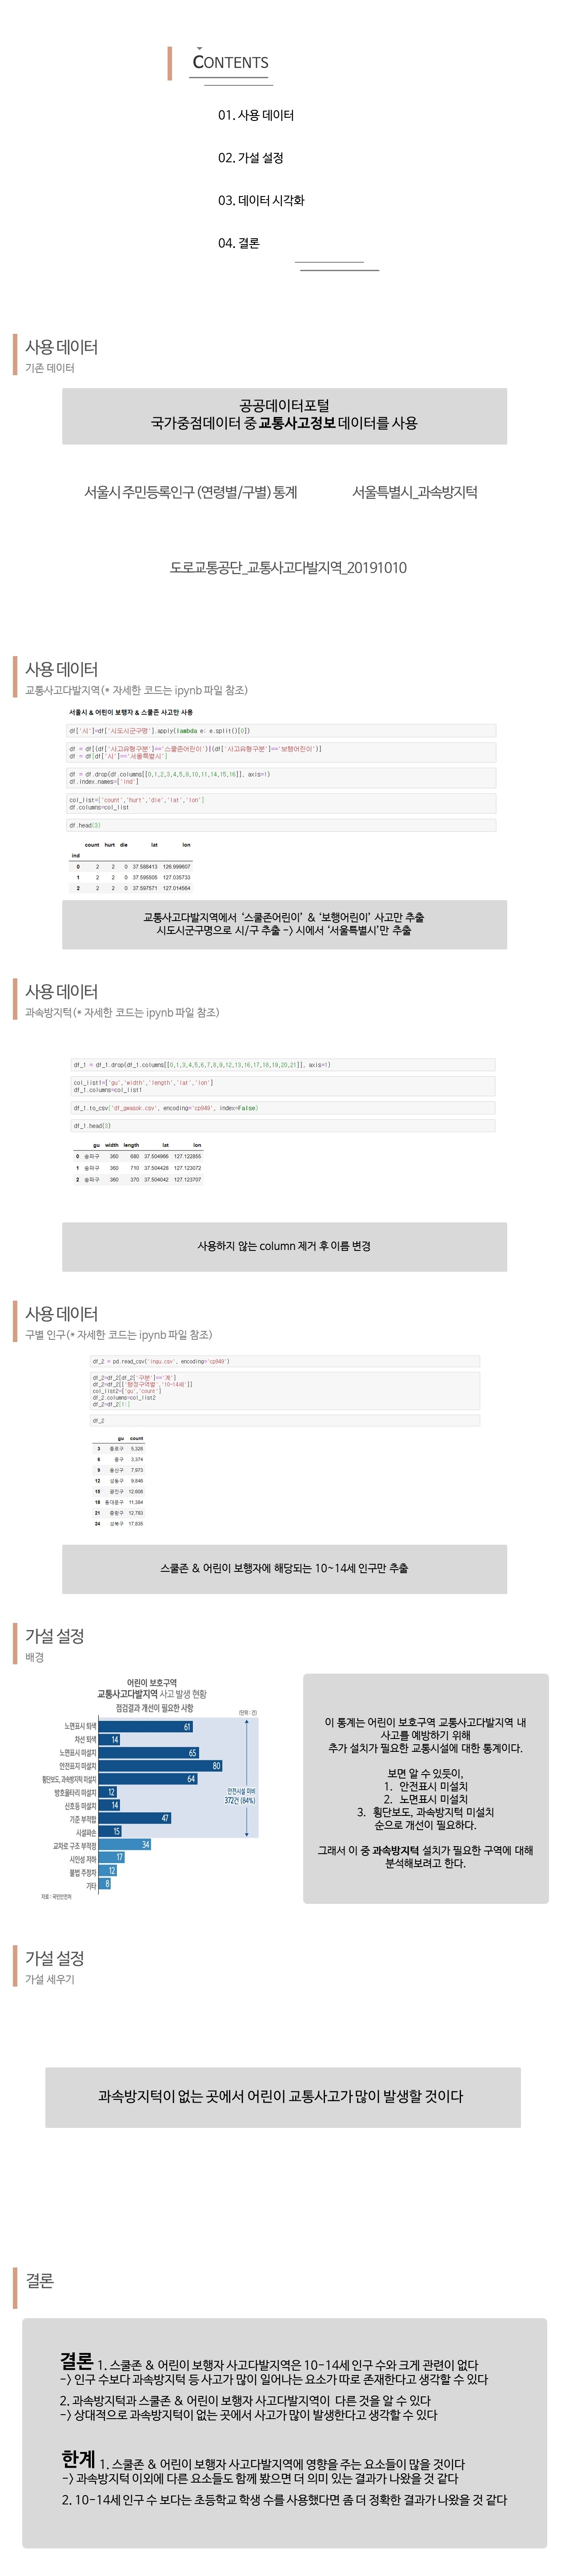 CONTENTS
01. 사용 데이터
02. 가설 설정
03. 데이터 시각화
04. 결론
사용 데이터
기존 데이터
공공데이터포털
국가중점데이터 중 교통사고정보 데이터를 사용
서울시 주민등록인구 (연령별/구별) 통계
서울특별시_과속방지턱
도로교통공단_교통사고다발지역_20191010
사용 데이터
교통사고다발지역(* 자세한 코드는 ipynb 파일 참조)
서울시 & 어린이 보행자 & 스쿨존 사고만 사용
df['시']=df['시도시군구명'].apply(lambda e: e.split()[0])
df = df[(df['사고유형구분']=='스쿨존어린이')|(df['사고유형구분']=='보행어린이')]
df = df[df['시']=='서울특별시']
df = df.drop(df.columns[[0,1,2,3,4,5,8,10,11,14,15,16]], axis=1)
df.index.names=['ind']
col_list=['count','hurt','die','lat','lon']
df.columns=col_list
df.head(3)
count hurt die lat lon
ind
0 2 2 0 37.588413 126.999607
1 2 2 0 37.595505 127.035733
2 2 2 0 37.597571 127.014564
교통사고다발지역에서 ‘스쿨존어린이’ & ‘보행어린이’ 사고만 추출
시도시군구명으로 시/구 추출 -> 시에서 ‘서울특별시’만 추출
사용 데이터
과속방지턱(* 자세한 코드는 ipynb 파일 참조)
df_1 = df_1.drop(df_1.columns[[0,1,3,4,5,6,7,8,9,12,13,16,17,18,19,20,21]], axis=1)
col_list1=['gu','width','length','lat','lon']
df_1.columns=col_list1
df_1.to_csv('df_gwasok.csv', encoding='cp949', index=False)
df_1.head(3)
gu width length lat lon
0 송파구 360 680 37.504966 127.122855
1 송파구 360 710 37.504428 127.123072
2 송파구 360 370 37.504042 127.123707
사용하지 않는 column 제거 후 이름 변경
사용 데이터
구별 인구(* 자세한 코드는 ipynb 파일 참조)
df_2 = pd.read_csv('ingu.csv', encoding='cp949')
df_2=df_2[df_2['구분']=='계']
df_2=df_2[['행정구역별','10~14세']]
col_list2=['gu','count']
df_2.columns=col_list2
df_2=df_2[1:]
df_2
gu count
3 종로구 5,328
6 중구 3,374
9 용산구 7,973
12 성동구 9,846
15 광진구 12,606
18 동대문구 11,384
21 중랑구 12,783
24 성북구 17,835
스쿨존 & 어린이 보행자에 해당되는 10~14세 인구만 추출
가설 설정
배경
어린이 보호구역
교통사고다발지역 사고 발생 현황
점검결과 개선이 필요한 사항
(단위 : 건)
노면표시 퇴색 61
차선 퇴색 14
노면표시 미설치 65
안전표지 미설치 80
횡단보도, 과속방지턱 미설치 64
방호울타리 미설치 12
신호등 미설치 14
기준 부적합 47
시설파손 15
교차로 구조 부적정 34
시인성 저하 17
불법 주정차 12
기타 8
안전시설 미비
372건 (84%)
자료 : 국민안전처
이 통계는 어린이 보호구역 교통사고다발지역 내
사고를 예방하기 위해
추가 설치가 필요한 교통시설에 대한 통계이다.
보면 알 수 있듯이,
1. 안전표시 미설치
2. 노면표시 미설치
3. 횡단보도, 과속방지턱 미설치
순으로 개선이 필요하다.
그래서 이 중 과속방지턱 설치가 필요한 구역에 대해
분석해보려고 한다.
가설 설정
가설 세우기
과속방지턱이 없는 곳에서 어린이 교통사고가 많이 발생할 것이다
결론
결론 1. 스쿨존 & 어린이 보행자 사고다발지역은 10-14세 인구 수와 크게 관련이 없다
-> 인구 수보다 과속방지턱 등 사고가 많이 일어나는 요소가 따로 존재한다고 생각할 수 있다
2. 과속방지턱과 스쿨존 & 어린이 보행자 사고다발지역이 다른 것을 알 수 있다
-> 상대적으로 과속방지턱이 없는 곳에서 사고가 많이 발생한다고 생각할 수 있다
한계 1. 스쿨존 & 어린이 보행자 사고다발지역에 영향을 주는 요소들이 많을 것이다
-> 과속방지턱 이외에 다른 요소들도 함께 봤으면 더 의미 있는 결과가 나왔을 것 같다
2. 10-14세 인구 수 보다는 초등학교 학생 수를 사용했다면 좀 더 정확한 결과가 나왔을 것 같다